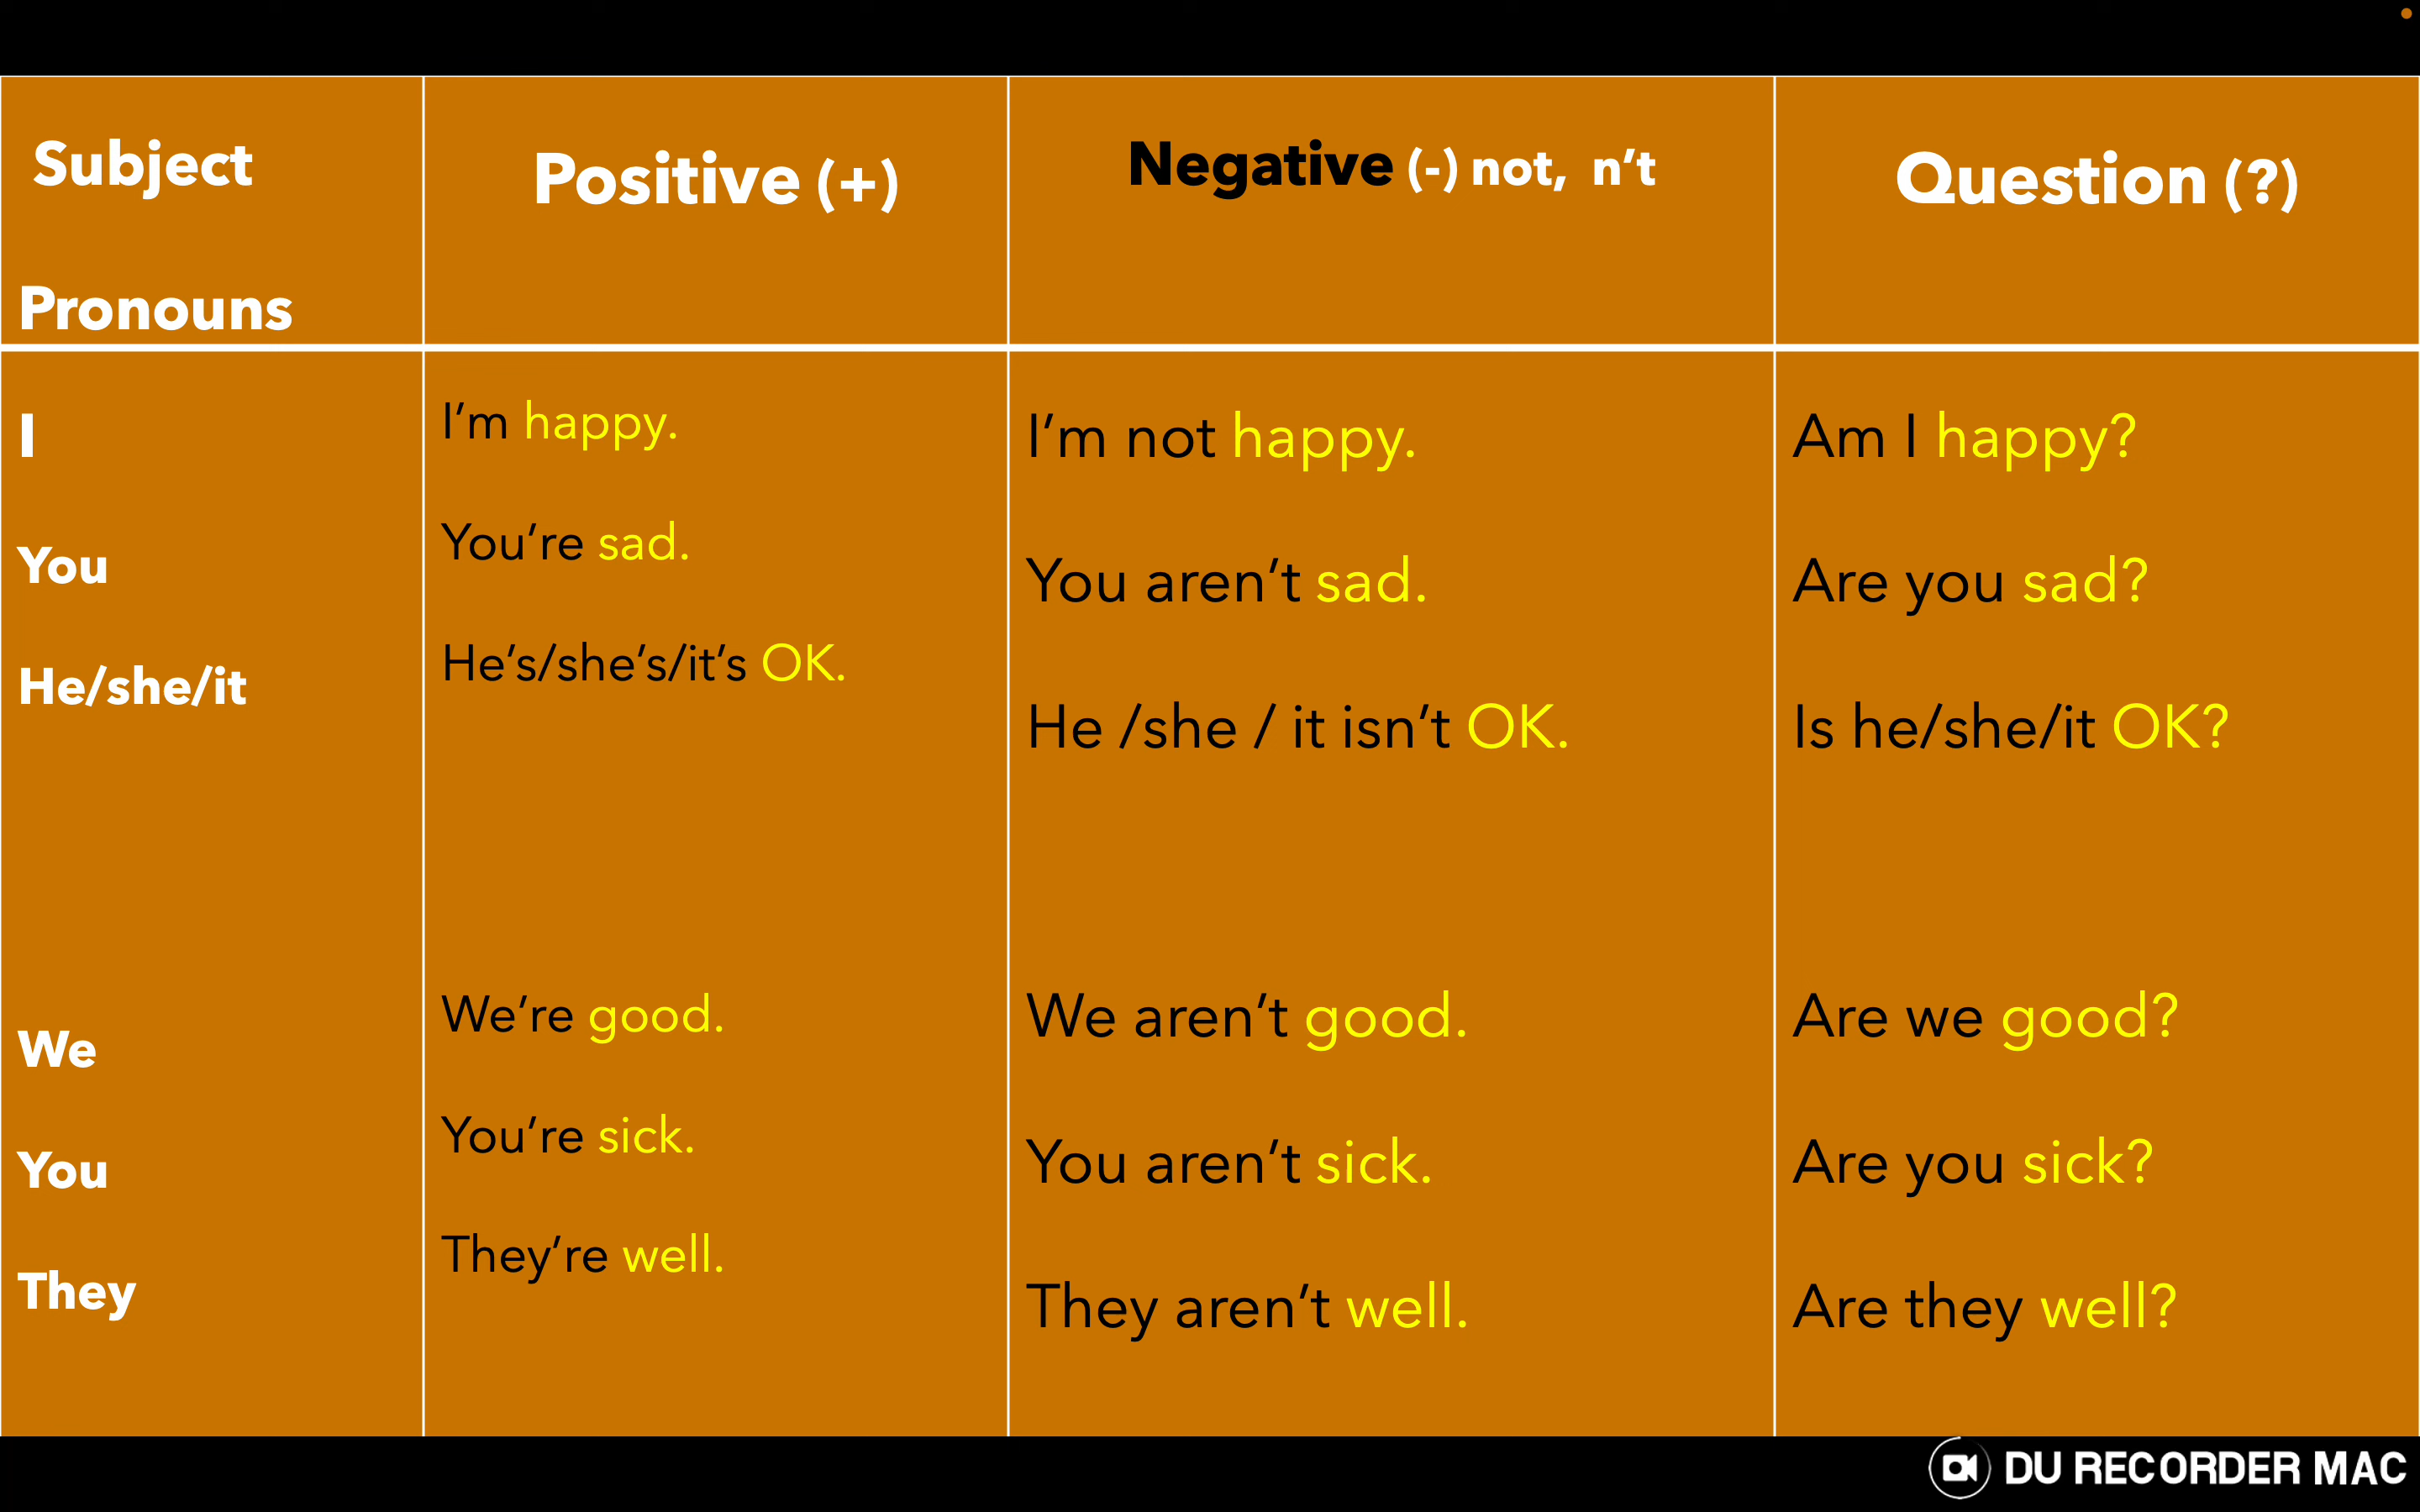 Subject
Pronouns
Positive (+)
Negative (-) not, n't
Question (?)
I
You
He/she/it
We
You
They
I'm happy.
You're sad.
He's/she's/it's OK.
We're good.
You're sick.
They're well.
I'm not happy.
You aren't sad.
He /she / it isn't OK.
We aren't good.
You aren't sick.
They aren't well.
Am I happy?
Are you sad?
Is he/she/it OK?
Are we good?
Are you sick?
Are they well?
DU RECORDER MAC